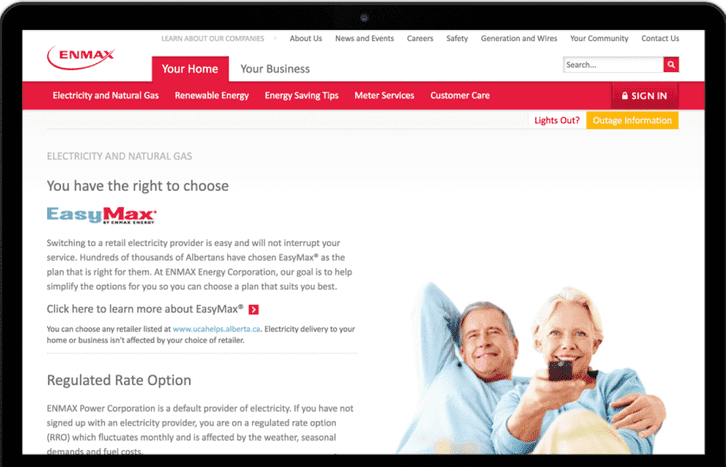 LEARN ABOUT OUR COMPANIES About Us News and Events Careers Safety Generation and Wires Your Community Contact Us
ENMAX
Your Home Your Business Search...
Electricity and Natural Gas Renewable Energy Energy Saving Tips Meter Services Customer Care SIGN IN
Lights Out? Outage Information
ELECTRICITY AND NATURAL GAS
You have the right to choose
EasyMax®
BY ENMAX ENERGY
Switching to a retail electricity provider is easy and will not interrupt your
service. Hundreds of thousands of Albertans have chosen EasyMax® as the
plan that is right for them. At ENMAX Energy Corporation, our goal is to help
simplify the options for you so you can choose a plan that suits you best.
Click here to learn more about EasyMax®
You can choose any retailer listed at www.ucahelps.alberta.ca. Electricity delivery to your
home or business isn't affected by your choice of retailer.
Regulated Rate Option
ENMAX Power Corporation is a default provider of electricity. If you have not
signed up with an electricity provider, you are on a regulated rate option
(RRO) which fluctuates monthly and is affected by the weather, seasonal
demands and fuel costs.